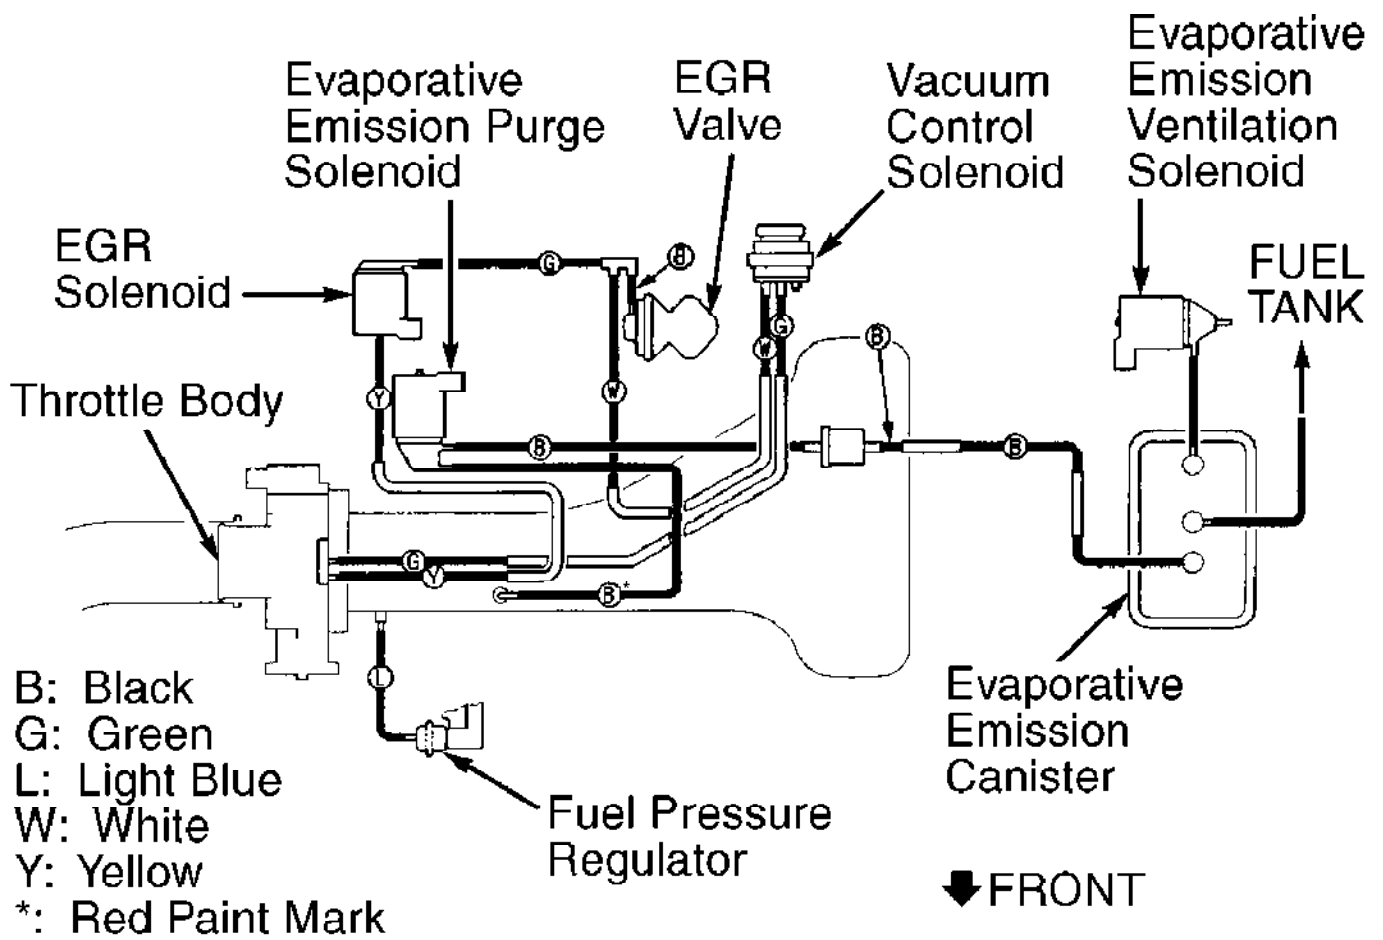 Evaporative
Emission
Ventilation
Solenoid
Evaporative
Emission Purge
Solenoid
EGR
Valve
Vacuum
Control
Solenoid
EGR
Solenoid
FUEL
TANK
Throttle Body
G
B
G
W
B
Y
W
B
B
G
Y
B*
L
Evaporative
Emission
Canister
Fuel Pressure
Regulator
B: Black
G: Green
L: Light Blue
W: White
Y: Yellow
*: Red Paint Mark
FRONT